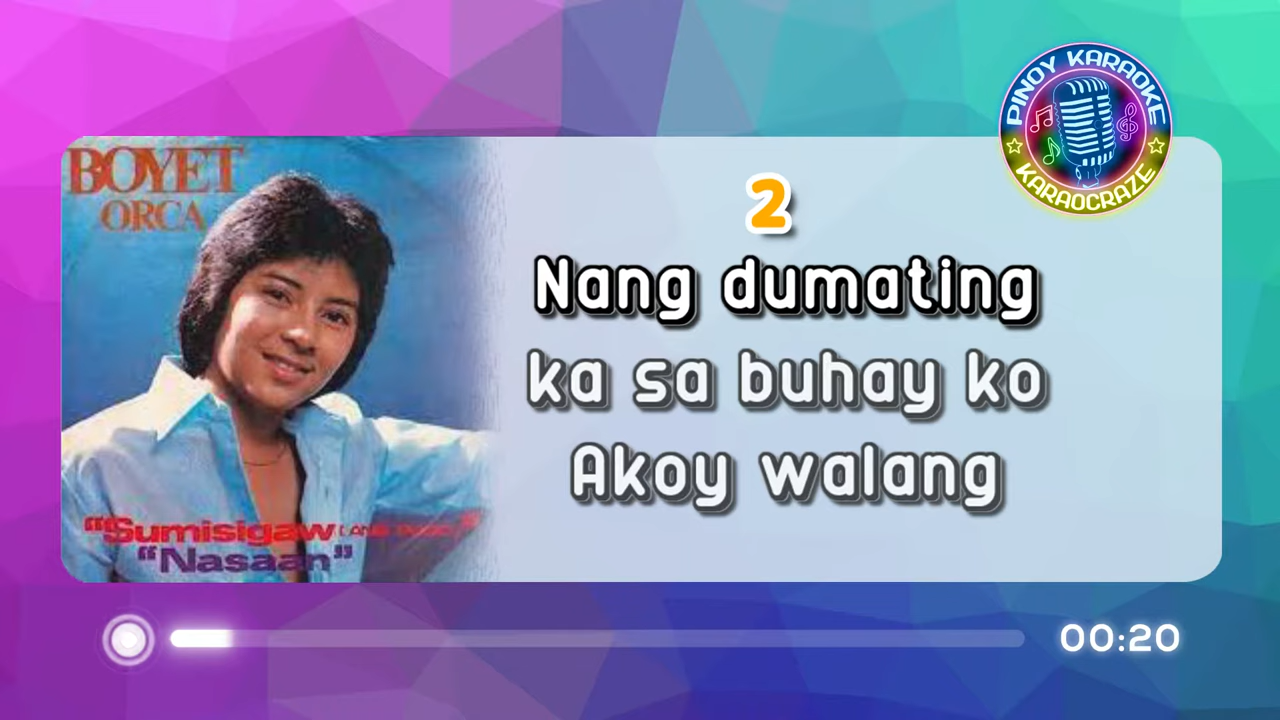 BOYET
ORCA
"Sumisigaw
"Nasaan"
PINOY KARAOKE
KARAOCRAZE
2
Nang dumating
ka sa buhay ko
Akoy walang
00:20